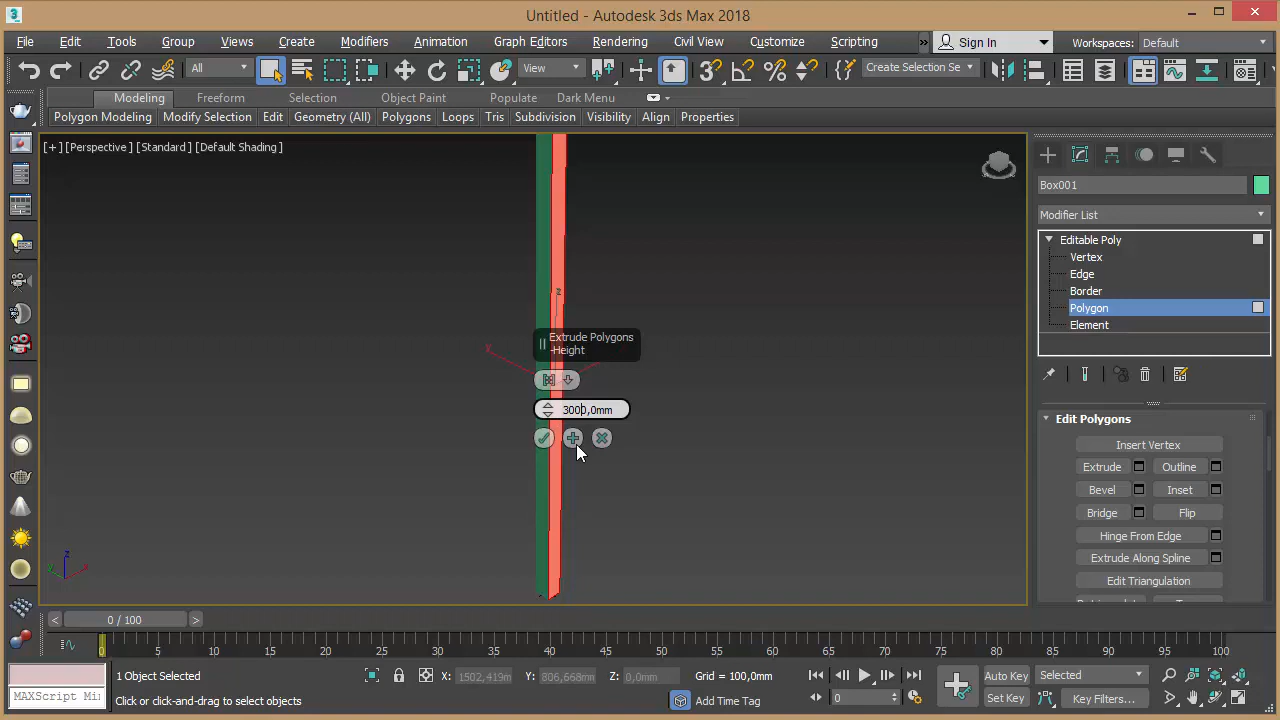 Untitled - Autodesk 3ds Max 2018
File Edit Tools Group Views Create Modifiers Animation Graph Editors Rendering Civil View Customize Scripting » Sign In Workspaces: Default
All View Create Selection Se
Modeling Freeform Selection Object Paint Populate Dark Menu
Polygon Modeling Modify Selection Edit Geometry (All) Polygons Loops Tris Subdivision Visibility Align Properties
[+] [Perspective ] [Standard ] [Default Shading ]
Box001
Modifier List
Editable Poly
Vertex
Edge
Border
Polygon
Element
Extrude Polygons
-Height
3000,0mm
y
z
Edit Polygons
Insert Vertex
Extrude Outline
Bevel Inset
Bridge Flip
Hinge From Edge
Extrude Along Spline
Edit Triangulation
< 0 / 100 >
0 5 10 15 20 25 30 35 40 45 50 55 60 65 70 75 80 85 90 95 100
1 Object Selected X: 1502,419m Y: 806,668mm Z: 0,0mm Grid = 100,0mm Auto Key Selected
MAXScript Mi Click or click-and-drag to select objects Add Time Tag 0 Set Key Key Filters...